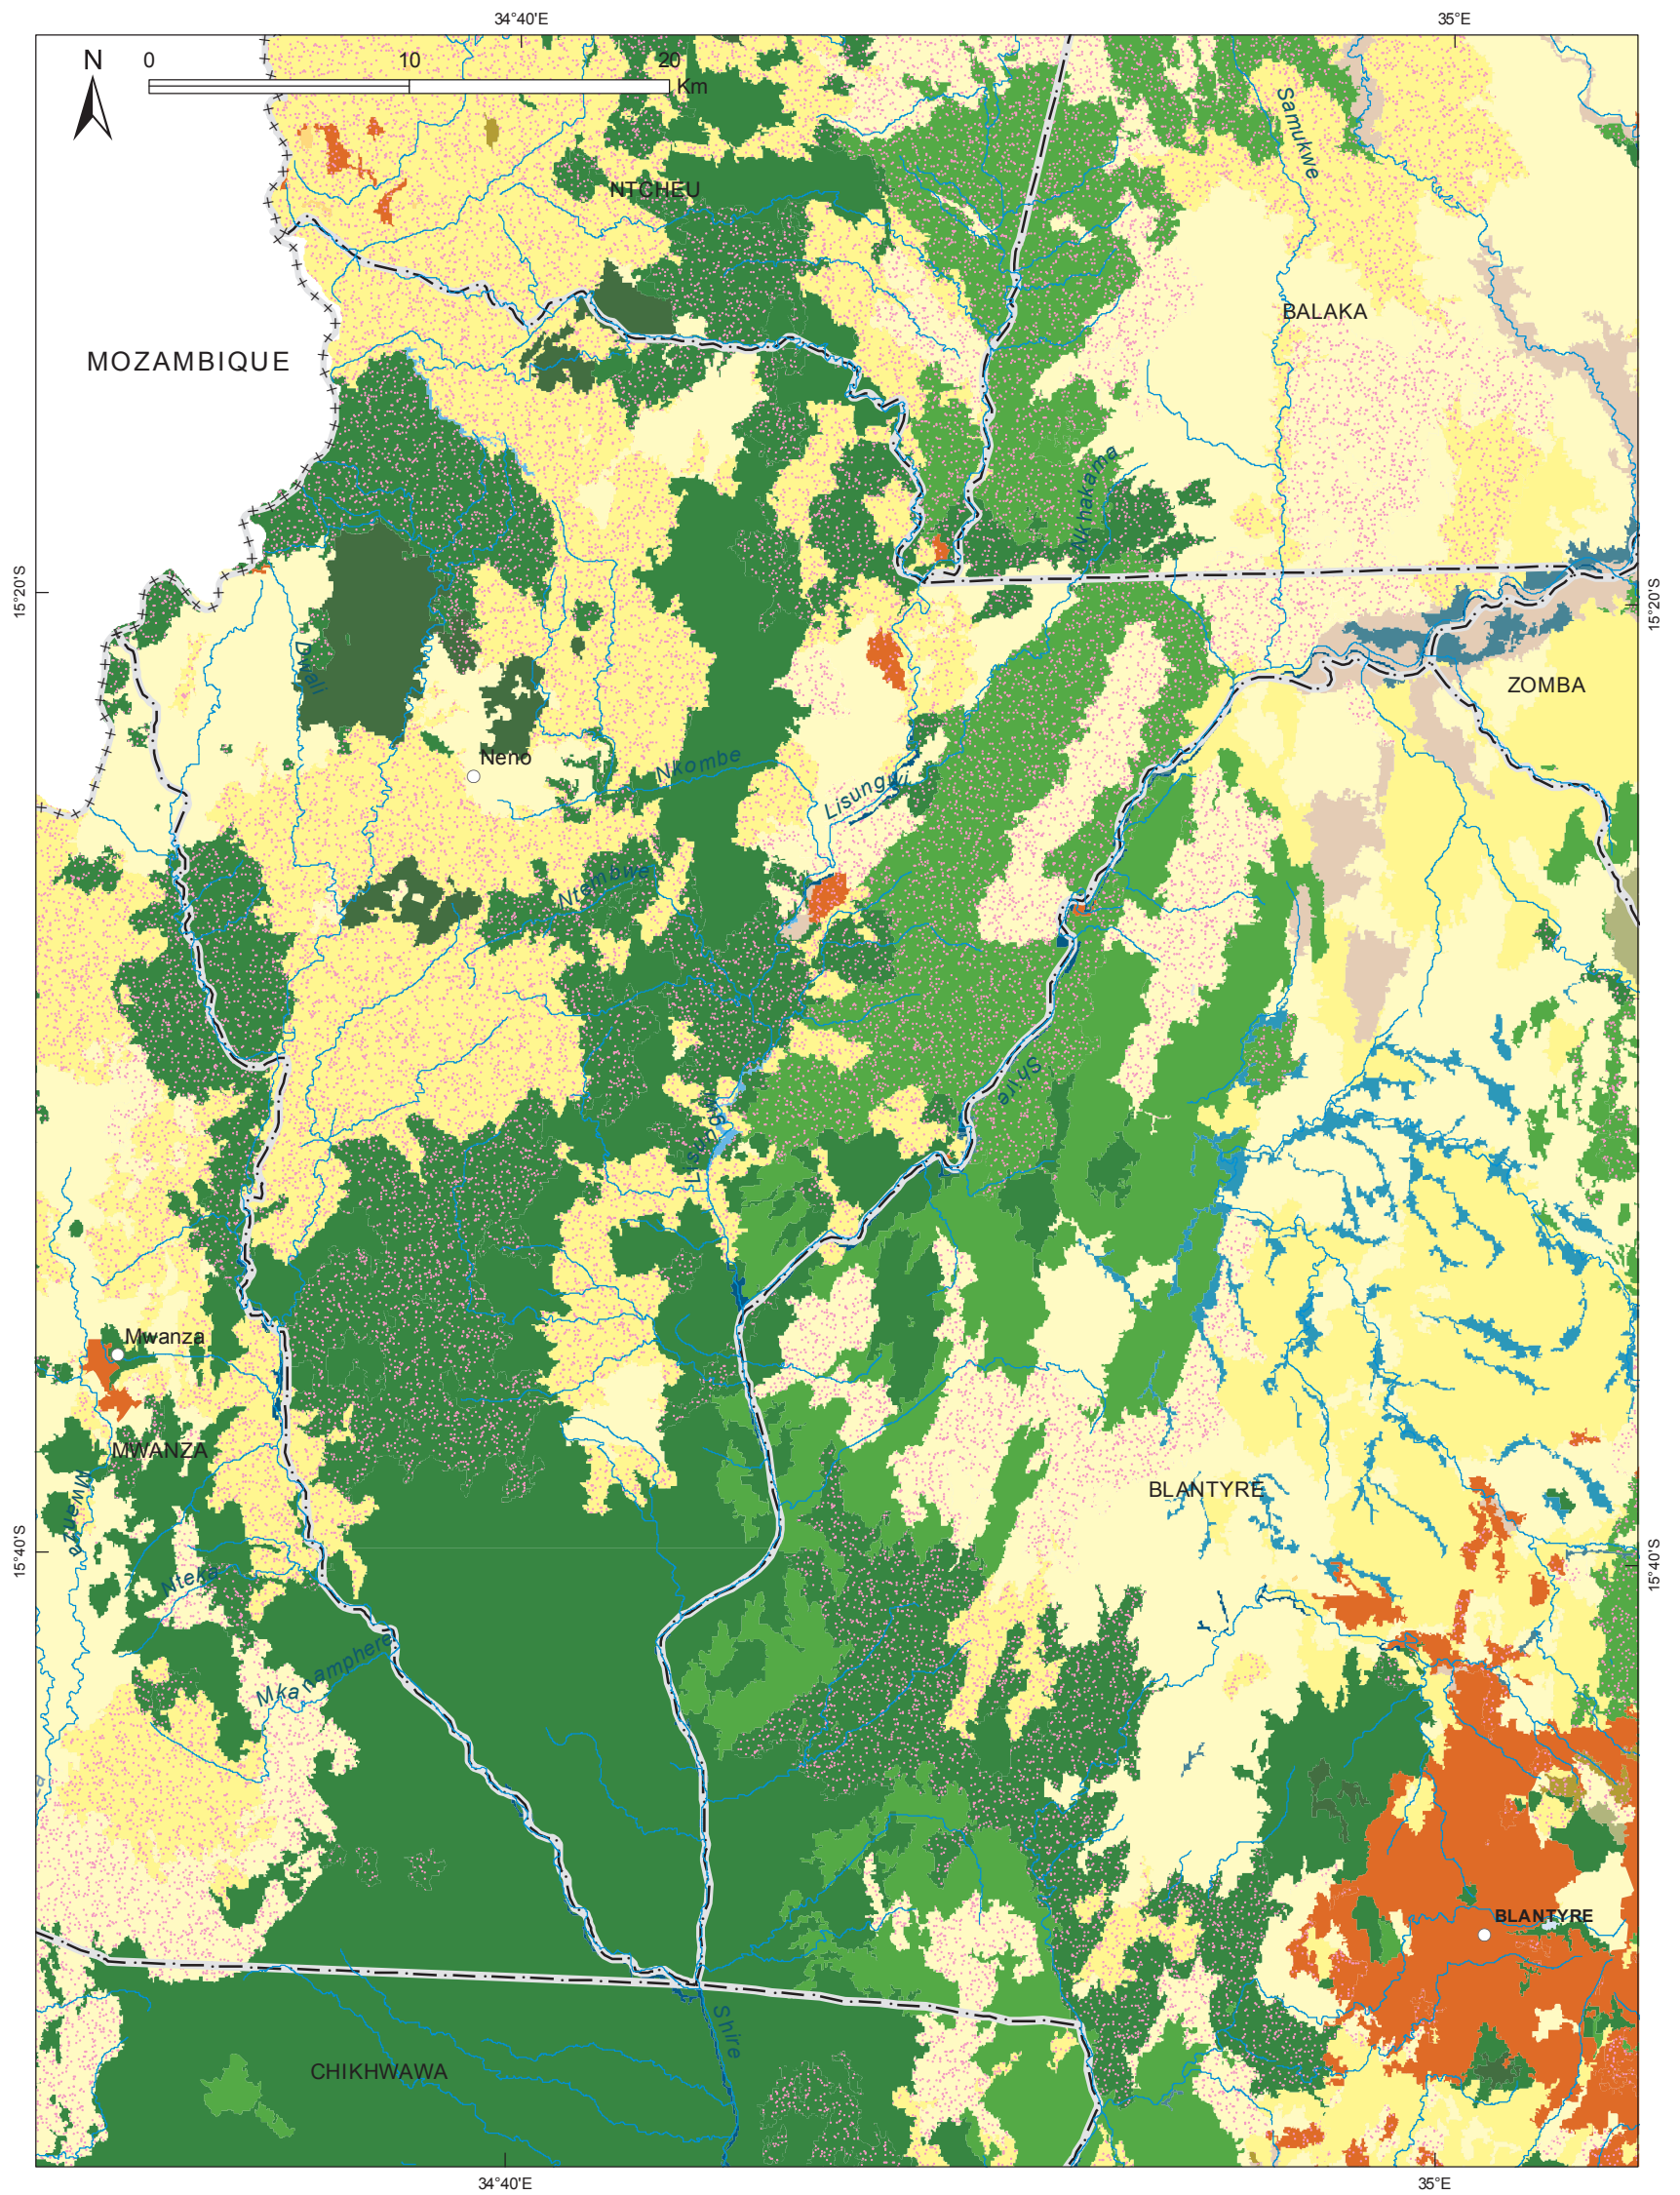 34°40'E
35°E
N
0
10
20
Km
Samukwe
NTCHEU
BALAKA
MOZAMBIQUE
Nkhakama
15°20'S
15°20'S
Dwali
ZOMBA
Neno
Nkombe
Lisungwi
Ntembwe
Shire
Lisungwi
Mwanza
MWANZA
BLANTYRE
Mwanza
15°40'S
15°40'S
Nteka
Mkanlamphere
BLANTYRE
Shire
CHIKHWAWA
34°40'E
35°E